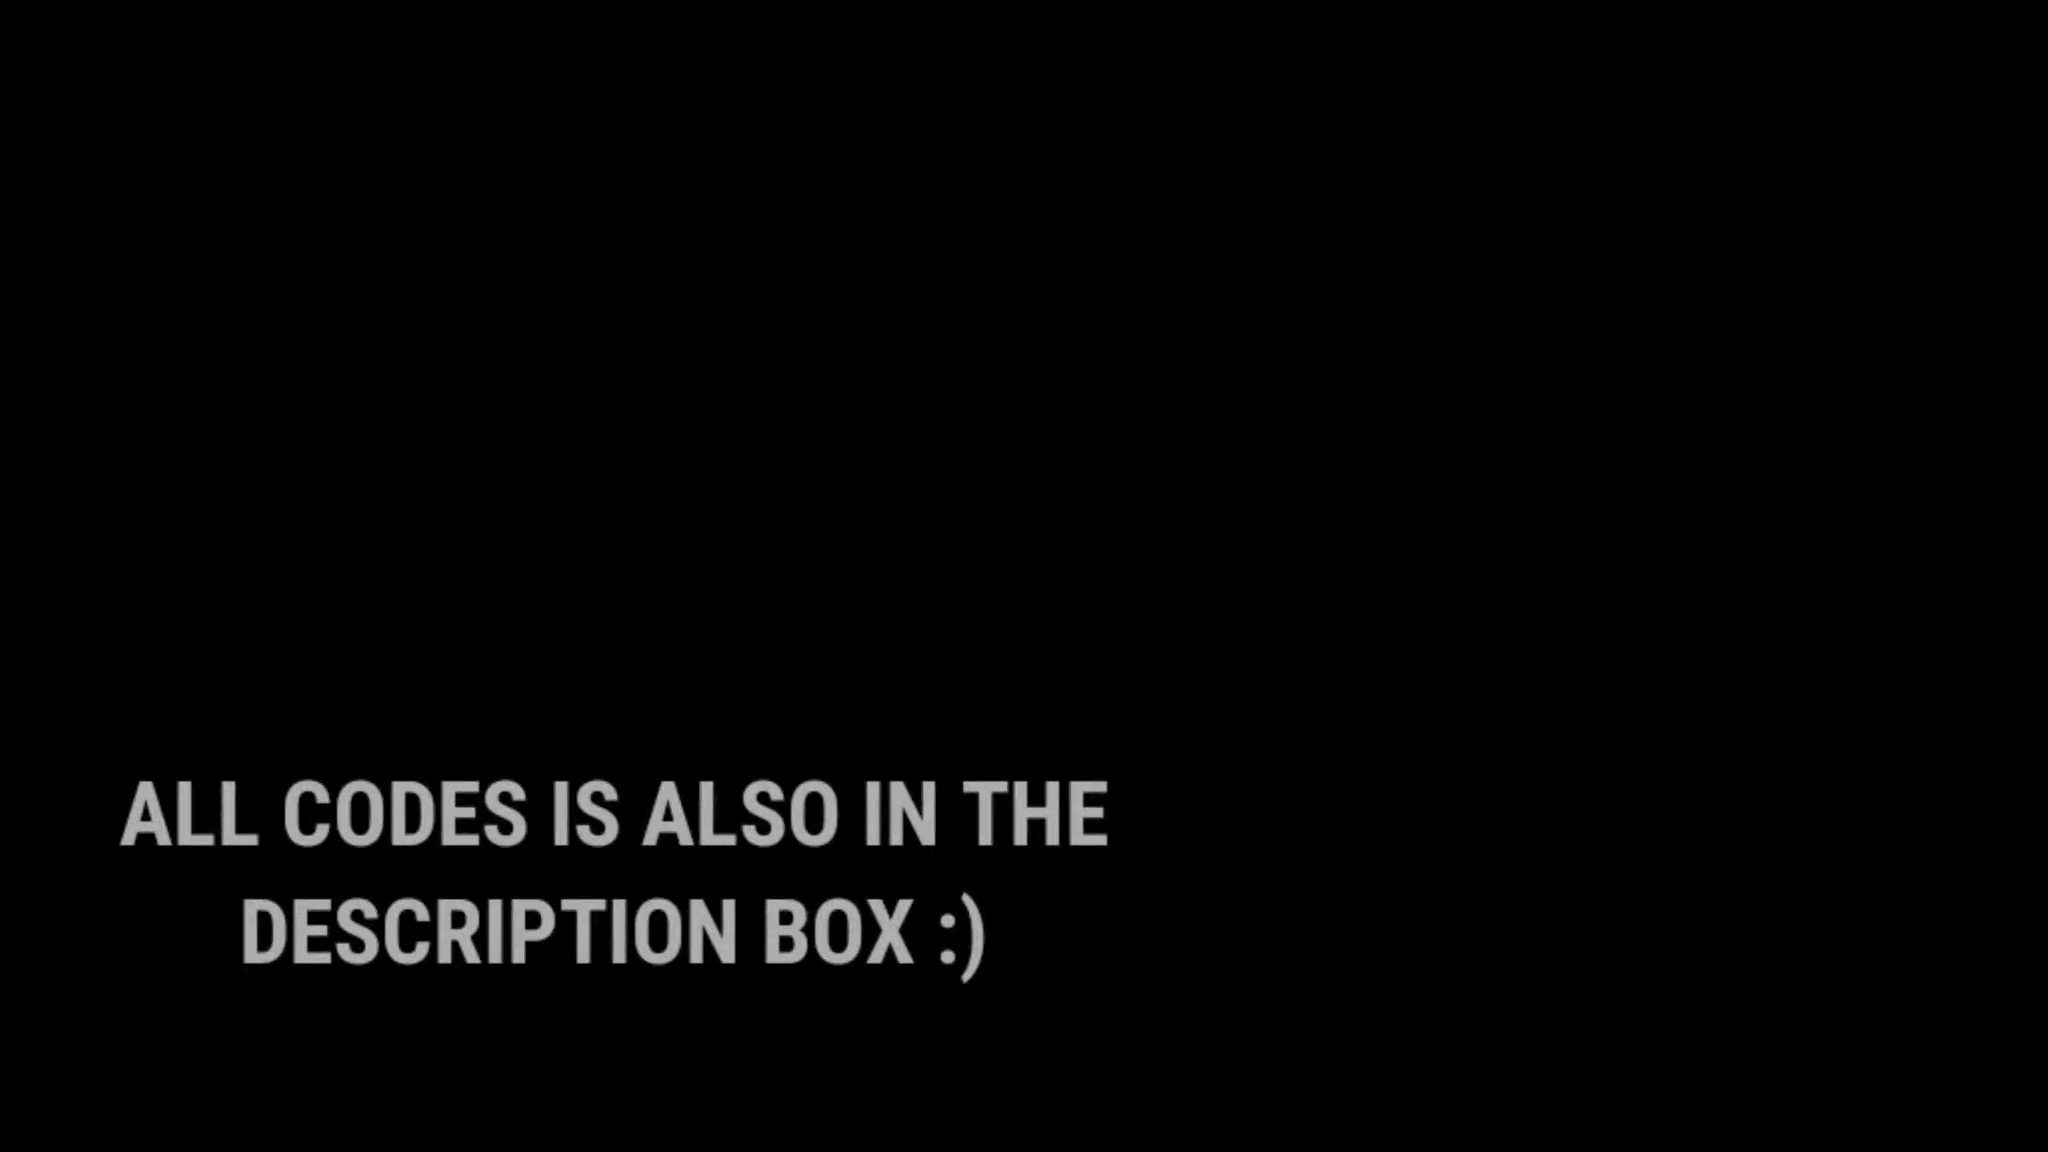 ALL CODES IS ALSO IN THE
DESCRIPTION BOX :)